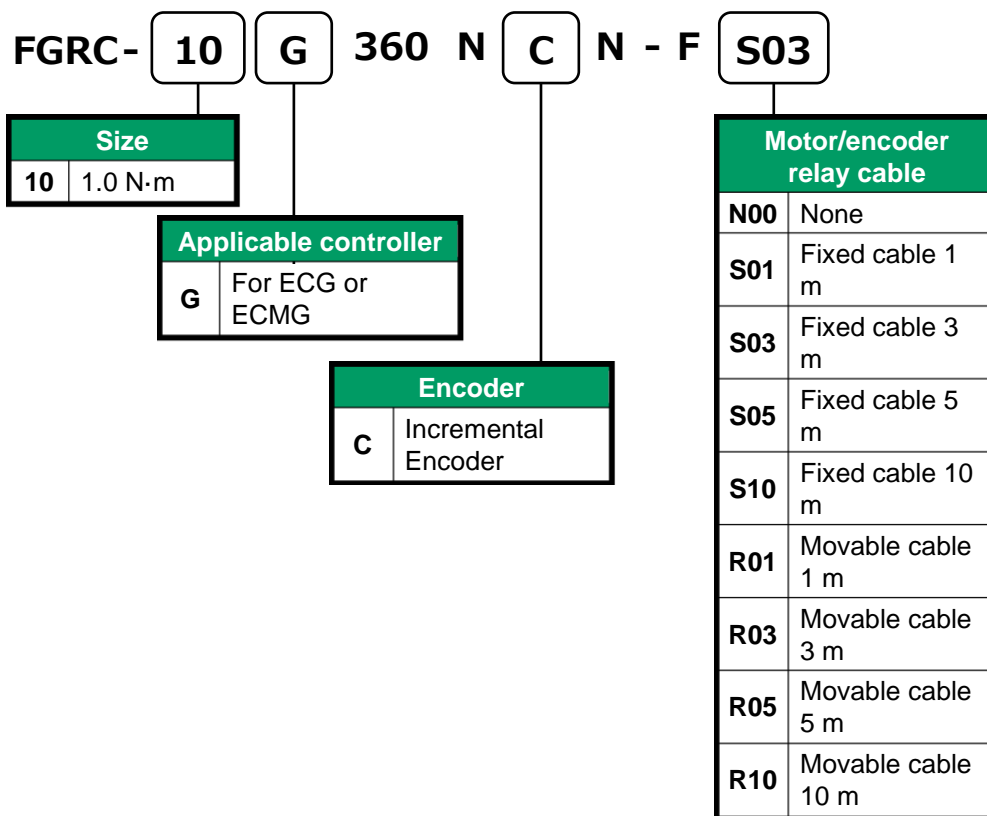 FGRC- 10 G 360 N C N - F S03
Size
10 1.0 N·m
Applicable controller
G For ECG or
ECMG
Encoder
C Incremental
Encoder
Motor/encoder
relay cable
N00 None
S01 Fixed cable 1
m
S03 Fixed cable 3
m
S05 Fixed cable 5
m
S10 Fixed cable 10
m
R01 Movable cable
1 m
R03 Movable cable
3 m
R05 Movable cable
5 m
R10 Movable cable
10 m